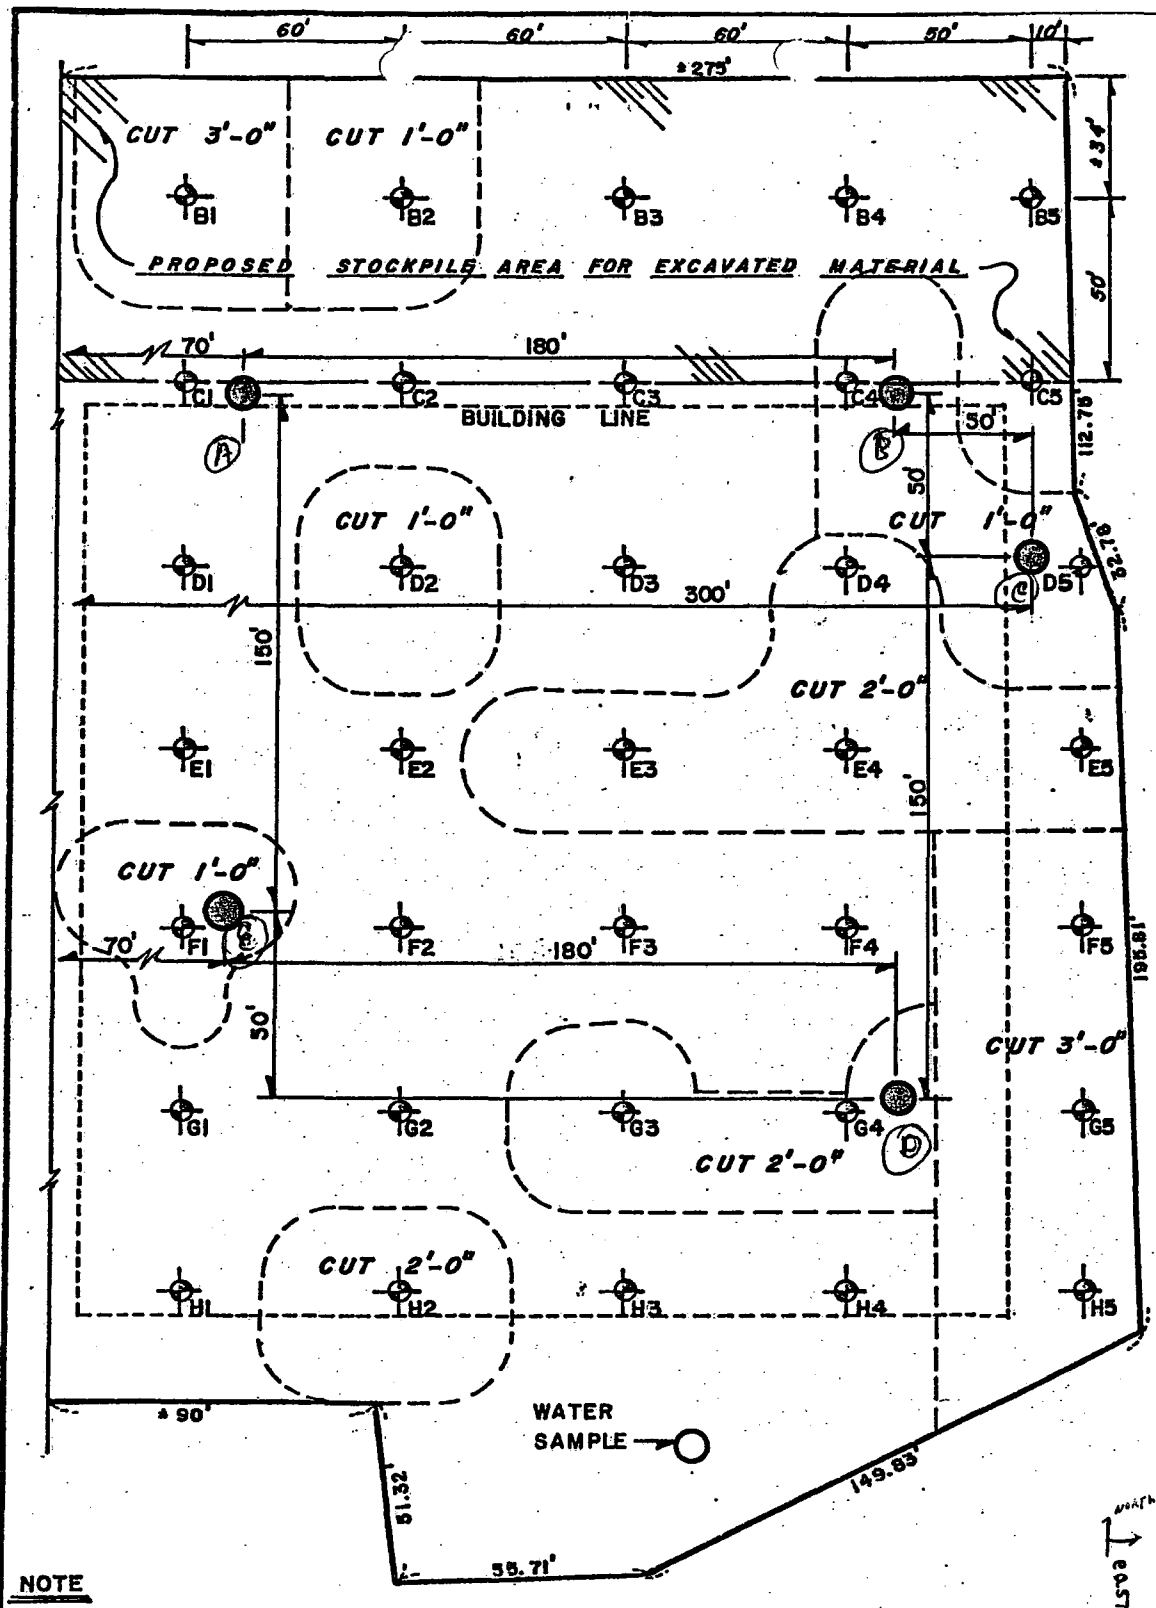 60' 60' 60' 50' 10'
±275'
CUT 3'-0" CUT 1'-0"
±34'
B1 B2 B3 B4 B5
PROPOSED STOCKPILE AREA FOR EXCAVATED MATERIAL
50'
70' 180'
C1 C2 C3 C4 C5
BUILDING LINE
50'
112.75'
A B
50'
CUT 1'-0" CUT 1'-0"
32.78'
D1 D2 D3 D4 D5
C
300'
150'
CUT 2'-0"
E1 E2 E3 E4 E5
150'
CUT 1'-0"
F1 F2 F3 F4 F5
E
70' 180'
195.81'
50'
CUT 3'-0"
G1 G2 G3 G4 G5
CUT 2'-0"
D
CUT 2'-0"
H1 H2 H3 H4 H5
±90'
WATER
SAMPLE
149.83'
51.32'
55.71'
NORTH
EAST
NOTE